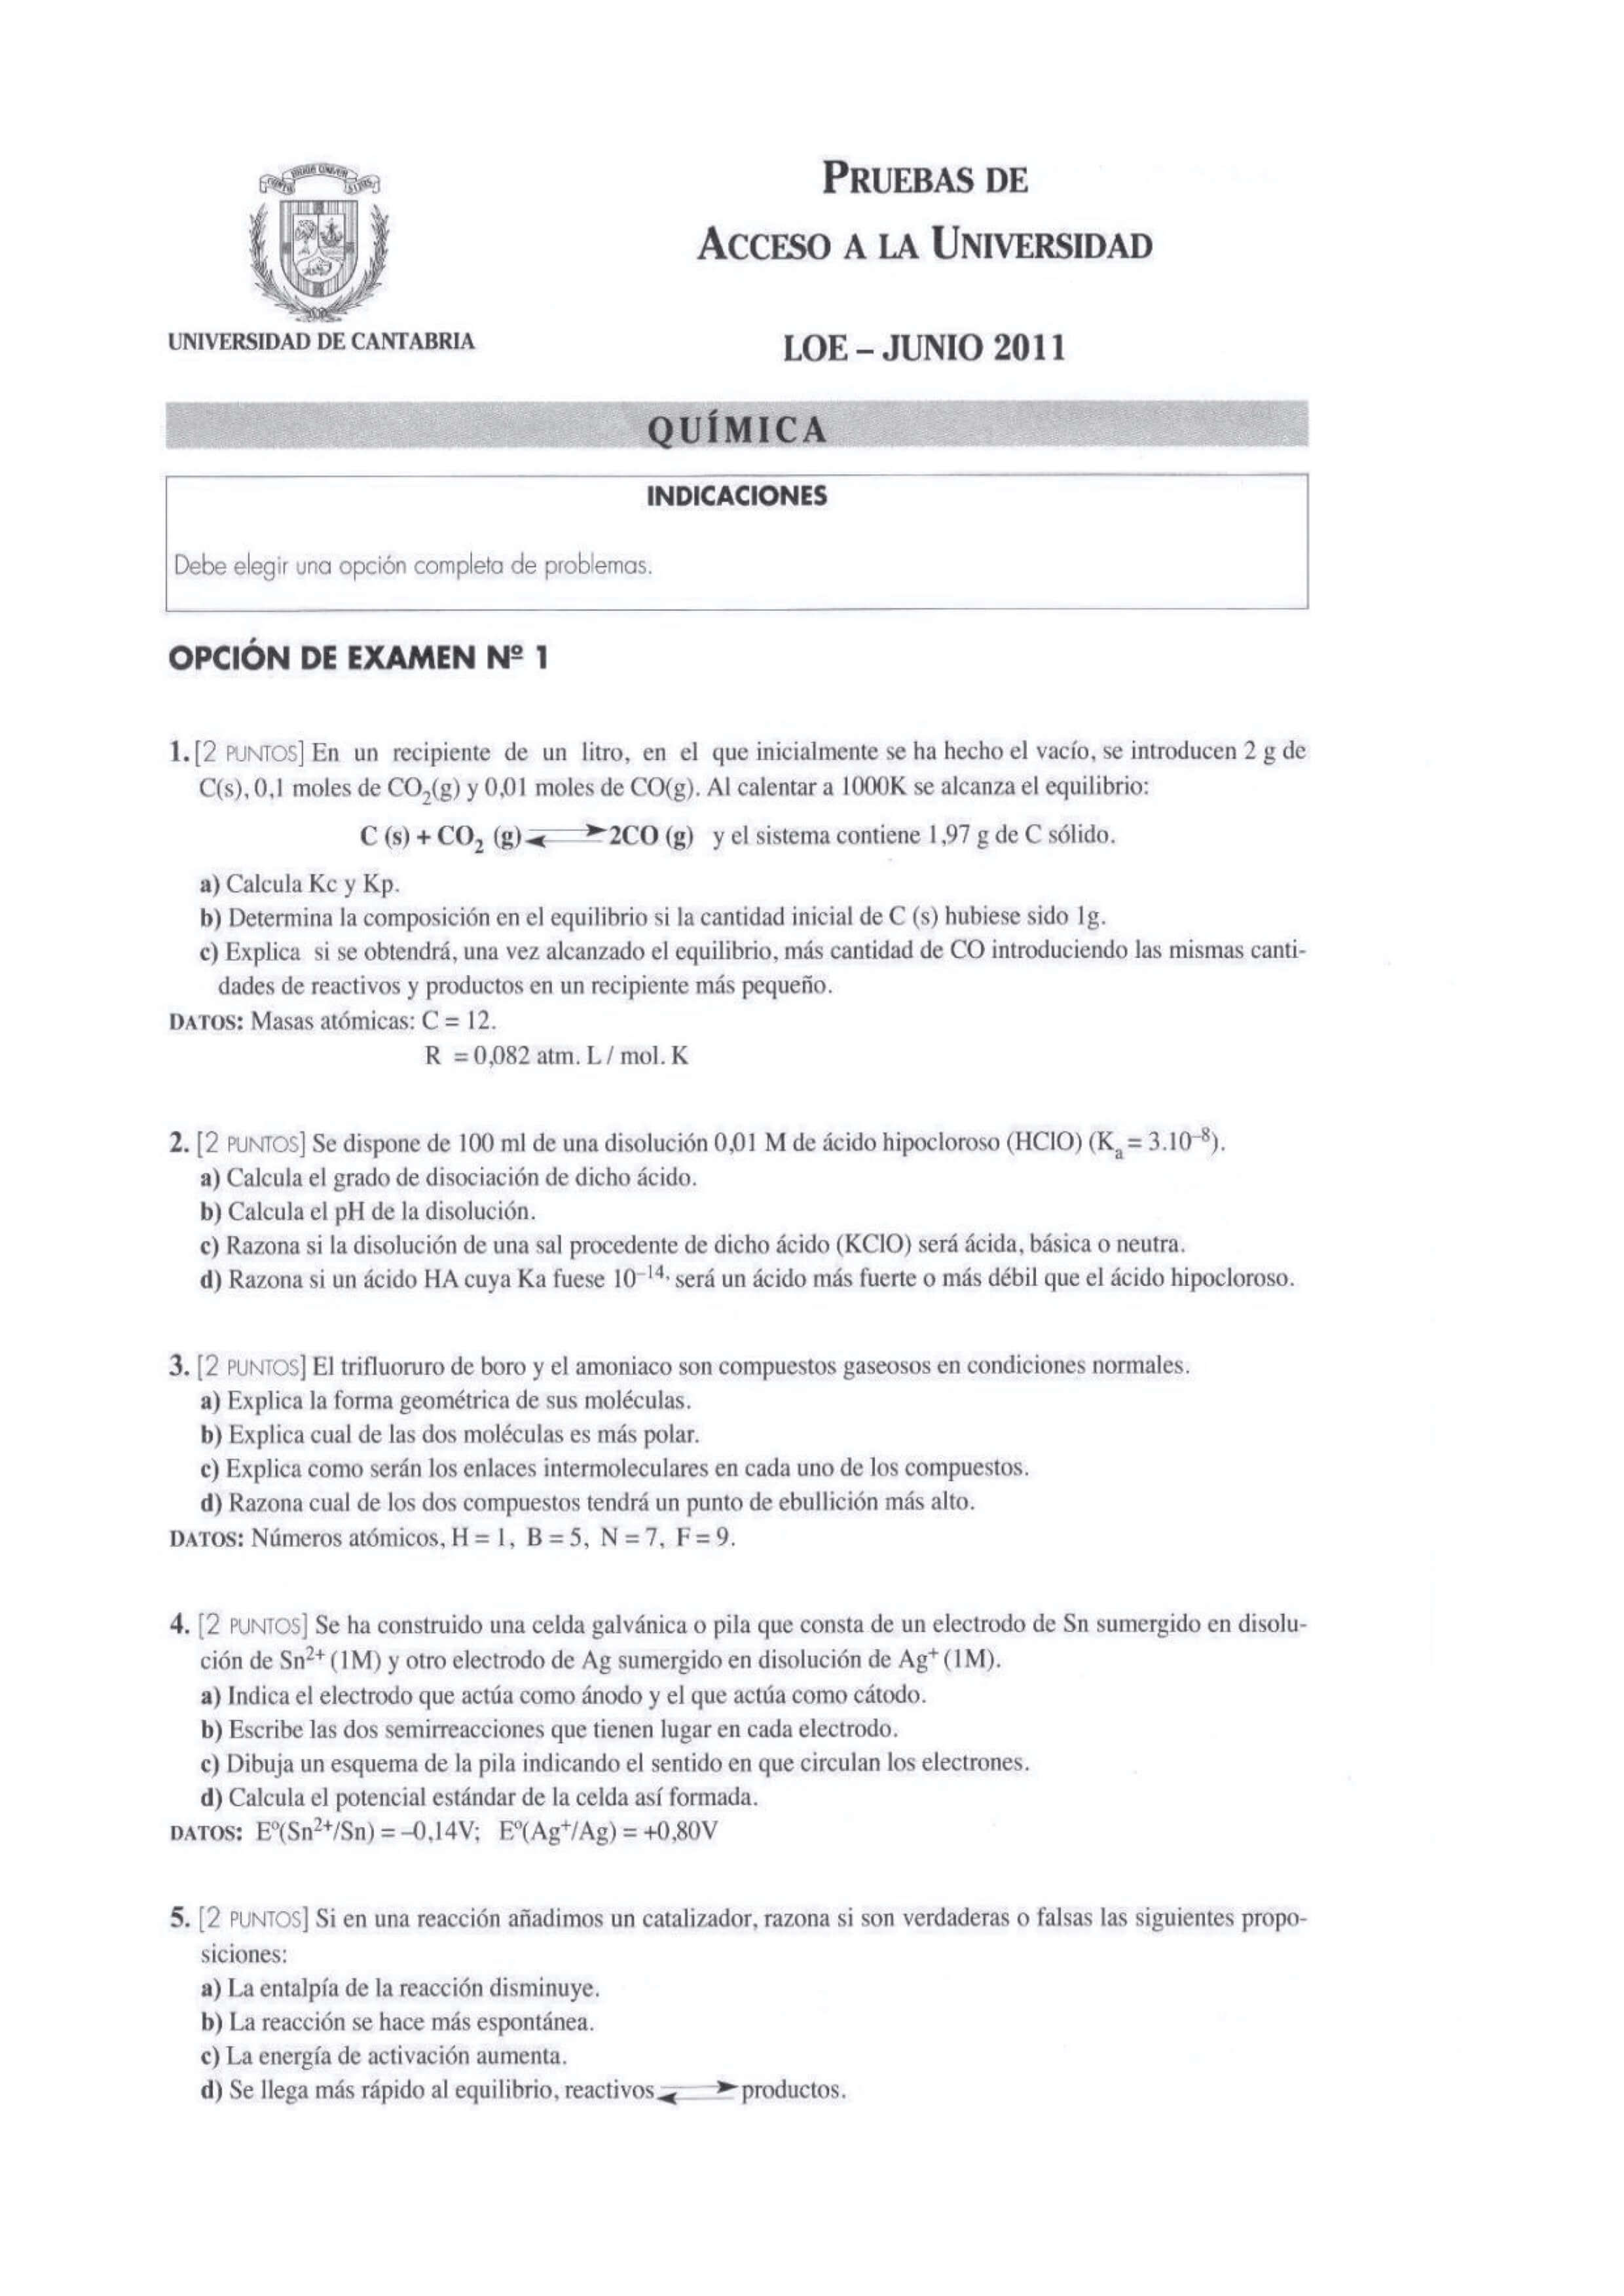 PRUEBAS DE
ACCESO A LA UNIVERSIDAD
UNIVERSIDAD DE CANTABRIA
LOE – JUNIO 2011
QUÍMICA
INDICACIONES
Debe elegir una opción completa de problemas.
OPCIÓN DE EXAMEN Nº 1
1. [2 PUNTOS] En un recipiente de un litro, en el que inicialmente se ha hecho el vacío, se introducen 2 g de
C(s), 0,1 moles de CO₂(g) y 0,01 moles de CO(g). Al calentar a 1000K se alcanza el equilibrio:
C (s) + CO₂ (g) ⇄ 2CO (g) y el sistema contiene 1,97 g de C sólido.
a) Calcula Kc y Kp.
b) Determina la composición en el equilibrio si la cantidad inicial de C (s) hubiese sido 1g.
c) Explica si se obtendrá, una vez alcanzado el equilibrio, más cantidad de CO introduciendo las mismas canti-
dades de reactivos y productos en un recipiente más pequeño.
DATOS: Masas atómicas: C = 12.
R = 0,082 atm. L / mol. K
2. [2 PUNTOS] Se dispone de 100 ml de una disolución 0,01 M de ácido hipocloroso (HClO) (Kₐ = 3.10⁻⁸).
a) Calcula el grado de disociación de dicho ácido.
b) Calcula el pH de la disolución.
c) Razona si la disolución de una sal procedente de dicho ácido (KClO) será ácida, básica o neutra.
d) Razona si un ácido HA cuya Ka fuese 10⁻¹⁴, será un ácido más fuerte o más débil que el ácido hipocloroso.
3. [2 PUNTOS] El trifluoruro de boro y el amoniaco son compuestos gaseosos en condiciones normales.
a) Explica la forma geométrica de sus moléculas.
b) Explica cual de las dos moléculas es más polar.
c) Explica como serán los enlaces intermoleculares en cada uno de los compuestos.
d) Razona cual de los dos compuestos tendrá un punto de ebullición más alto.
DATOS: Números atómicos, H = 1, B = 5, N = 7, F = 9.
4. [2 PUNTOS] Se ha construido una celda galvánica o pila que consta de un electrodo de Sn sumergido en disolu-
ción de Sn²⁺ (1M) y otro electrodo de Ag sumergido en disolución de Ag⁺ (1M).
a) Indica el electrodo que actúa como ánodo y el que actúa como cátodo.
b) Escribe las dos semirreacciones que tienen lugar en cada electrodo.
c) Dibuja un esquema de la pila indicando el sentido en que circulan los electrones.
d) Calcula el potencial estándar de la celda así formada.
DATOS: Eº(Sn²⁺/Sn) = –0,14V; Eº(Ag⁺/Ag) = +0,80V
5. [2 PUNTOS] Si en una reacción añadimos un catalizador, razona si son verdaderas o falsas las siguientes propo-
siciones:
a) La entalpía de la reacción disminuye.
b) La reacción se hace más espontánea.
c) La energía de activación aumenta.
d) Se llega más rápido al equilibrio, reactivos ⇄ productos.